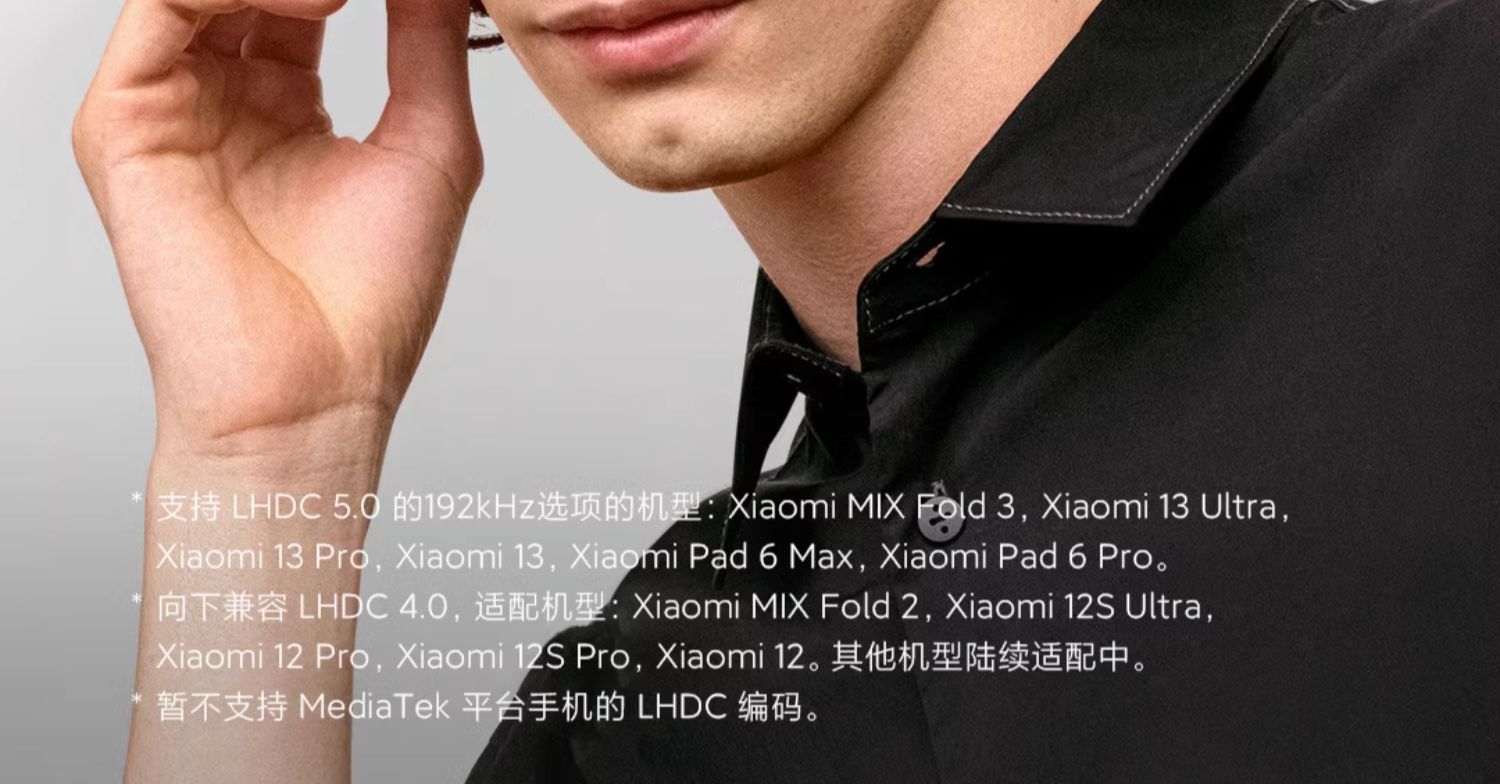 * 支持 LHDC 5.0 的192kHz选项的机型：Xiaomi MIX Fold 3，Xiaomi 13 Ultra，
Xiaomi 13 Pro，Xiaomi 13，Xiaomi Pad 6 Max，Xiaomi Pad 6 Pro。
* 向下兼容 LHDC 4.0，适配机型：Xiaomi MIX Fold 2，Xiaomi 12S Ultra，
Xiaomi 12 Pro，Xiaomi 12S Pro，Xiaomi 12。其他机型陆续适配中。
* 暂不支持 MediaTek 平台手机的 LHDC 编码。